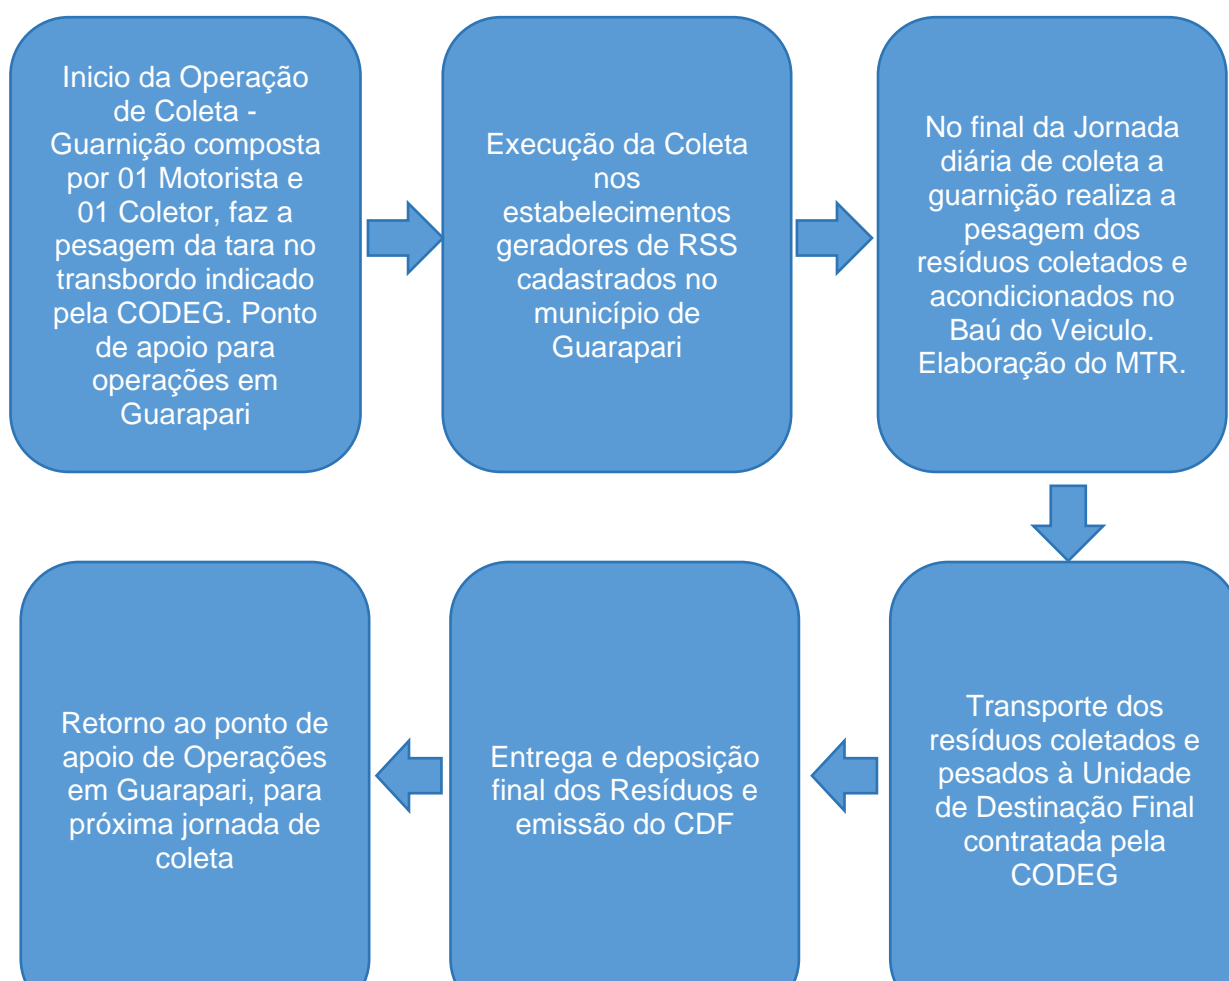 Inicio da Operação
de Coleta -
Guarnição composta
por 01 Motorista e
01 Coletor, faz a
pesagem da tara no
transbordo indicado
pela CODEG. Ponto
de apoio para
operações em
Guarapari
Execução da Coleta
nos
estabelecimentos
geradores de RSS
cadastrados no
município de
Guarapari
No final da Jornada
diária de coleta a
guarnição realiza a
pesagem dos
resíduos coletados e
acondicionados no
Baú do Veiculo.
Elaboração do MTR.
Transporte dos
resíduos coletados e
pesados à Unidade
de Destinação Final
contratada pela
CODEG
Entrega e deposição
final dos Resíduos e
emissão do CDF
Retorno ao ponto de
apoio de Operações
em Guarapari, para
próxima jornada de
coleta